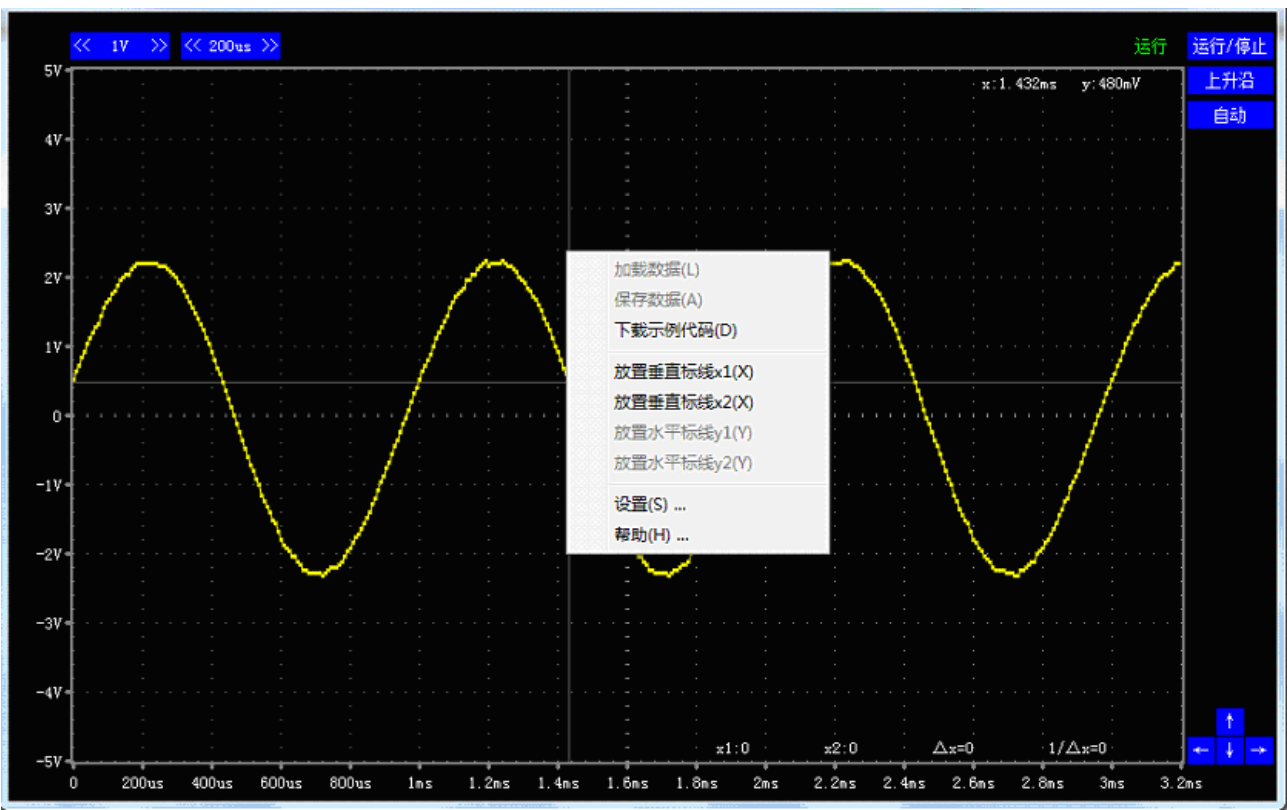 << 1V >> << 200us >> 运行 运行/停止
上升沿
自动
x:1.432ms y:480mV
5V
4V
3V
2V
1V
0
-1V
-2V
-3V
-4V
-5V
加载数据(L)
保存数据(A)
下载示例代码(D)
放置垂直标线x1(X)
放置垂直标线x2(X)
放置水平标线y1(Y)
放置水平标线y2(Y)
设置(S) ...
帮助(H) ...
x1:0 x2:0 △x=0 1/△x=0
↑
← ↓ →
0 200us 400us 600us 800us 1ms 1.2ms 1.4ms 1.6ms 1.8ms 2ms 2.2ms 2.4ms 2.6ms 2.8ms 3ms 3.2ms